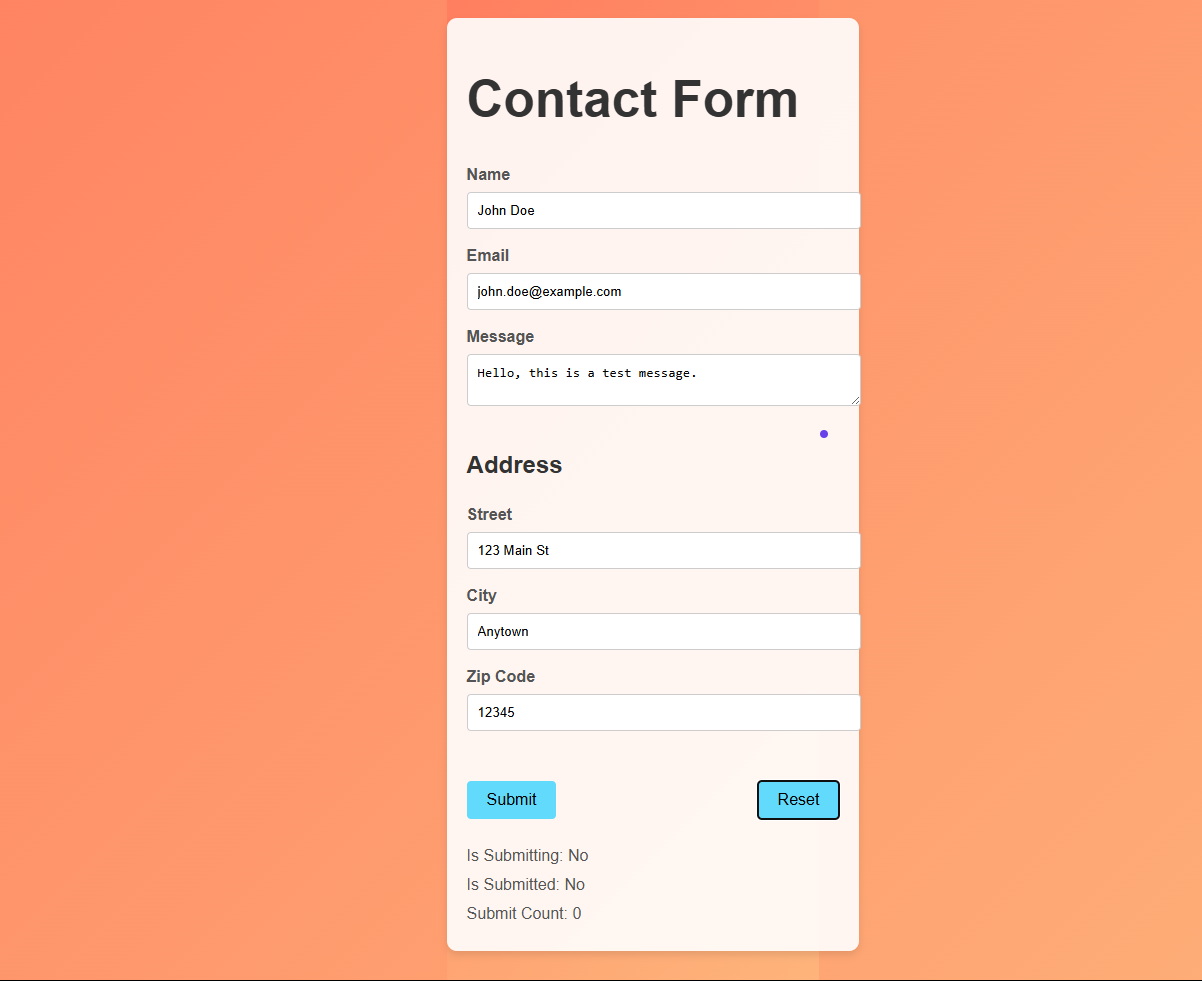 Contact Form
Name
John Doe
Email
john.doe@example.com
Message
Hello, this is a test message.
Address
Street
123 Main St
City
Anytown
Zip Code
12345
Submit
Reset
Is Submitting: No
Is Submitted: No
Submit Count: 0